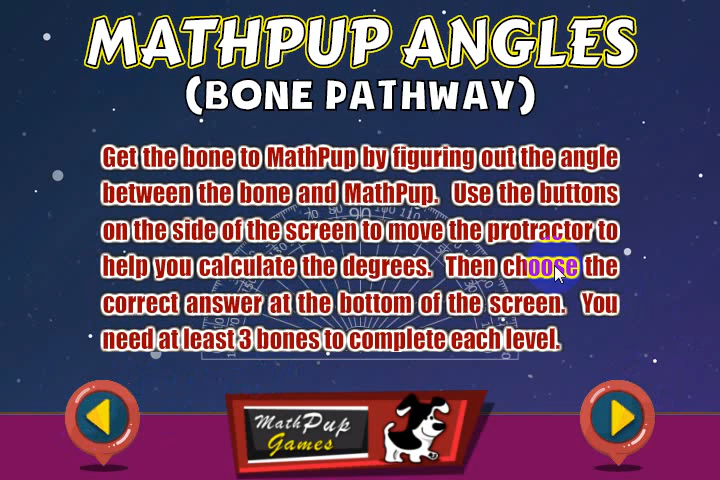 MATHPUP ANGLES
(BONE PATHWAY)
Get the bone to MathPup by figuring out the angle
between the bone and MathPup. Use the buttons
on the side of the screen to move the protractor to
help you calculate the degrees. Then choose the
correct answer at the bottom of the screen. You
need at least 3 bones to complete each level.
MathPup
Games